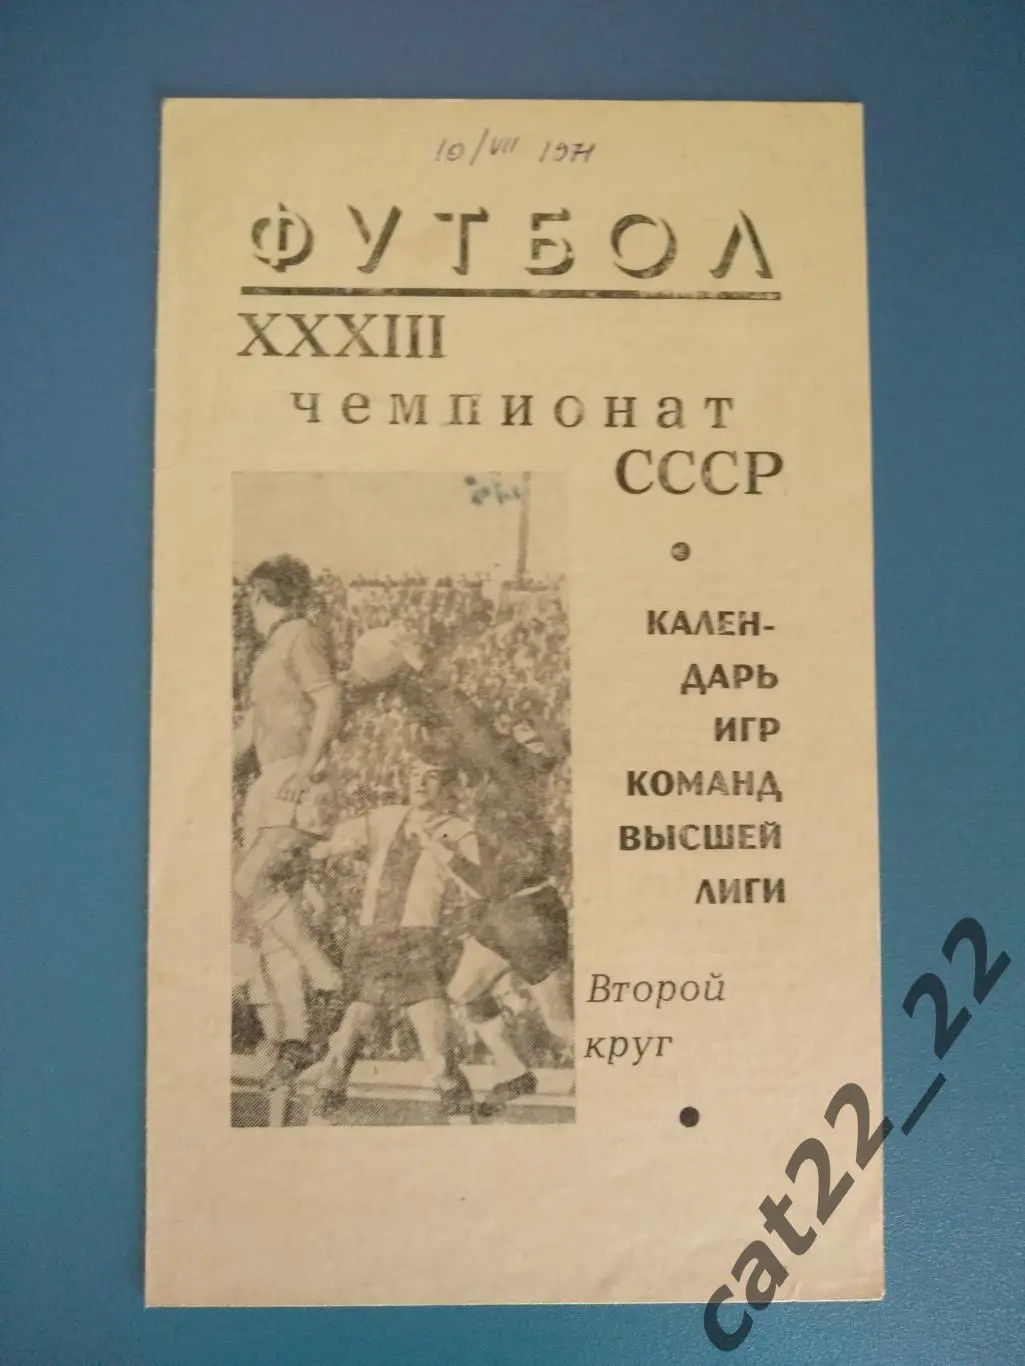 10/VII 1971
ФУТБОЛ
XXXIII
чемпионат
СССР
КАЛЕН-
ДАРЬ
ИГР
КОМАНД
ВЫСШЕЙ
ЛИГИ
Второй
круг
cat22_22